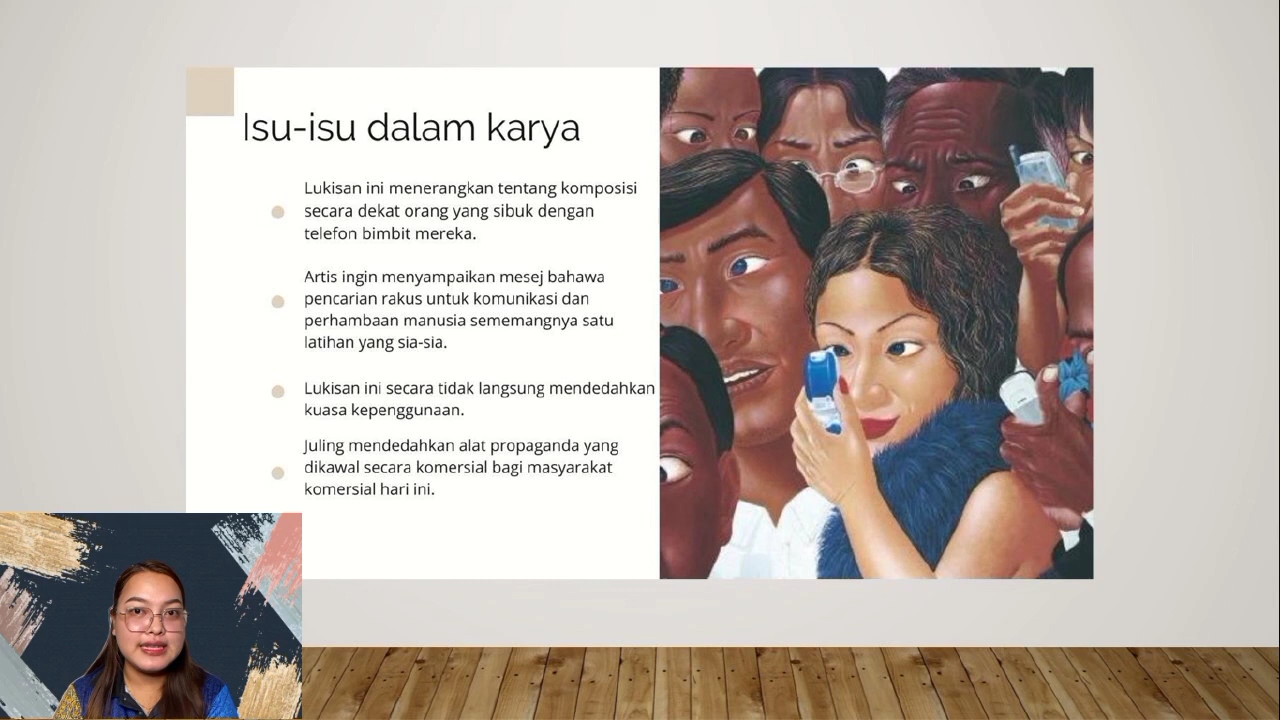 Isu-isu dalam karya
Lukisan ini menerangkan tentang komposisi
secara dekat orang yang sibuk dengan
telefon bimbit mereka.
Artis ingin menyampaikan mesej bahawa
pencarian rakus untuk komunikasi dan
perhambaan manusia sememangnya satu
latihan yang sia-sia.
Lukisan ini secara tidak langsung mendedahkan
kuasa kepenggunaan.
Juling mendedahkan alat propaganda yang
dikawal secara komersial bagi masyarakat
komersial hari ini.